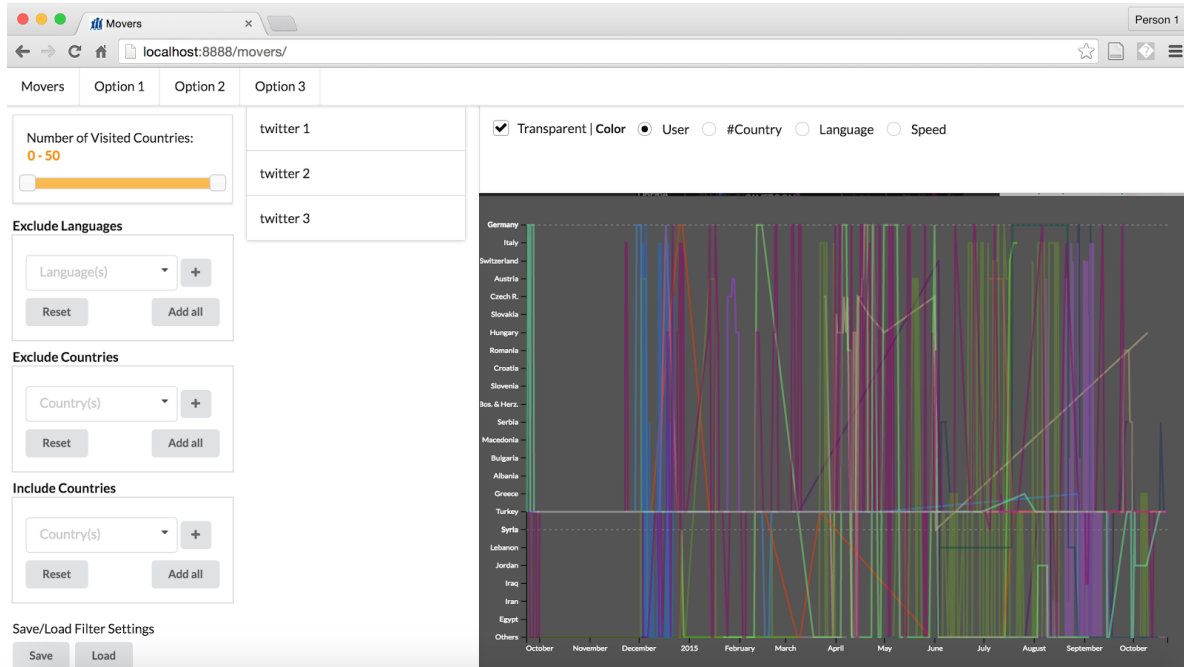 Movers
Person 1
localhost:8888/movers/
Movers Option 1 Option 2 Option 3
Number of Visited Countries:
0 - 50
Exclude Languages
Language(s)
+
Reset Add all
Exclude Countries
Country(s)
+
Reset Add all
Include Countries
Country(s)
+
Reset Add all
Save/Load Filter Settings
Save Load
twitter 1
twitter 2
twitter 3
Transparent | Color User #Country Language Speed
Germany
Italy
Switzerland
Austria
Czech R.
Slovakia
Hungary
Romania
Croatia
Slovenia
Bos. & Herz.
Serbia
Macedonia
Bulgaria
Albania
Greece
Turkey
Syria
Lebanon
Jordan
Iraq
Iran
Egypt
Others
October November December 2015 February March April May June July August September October